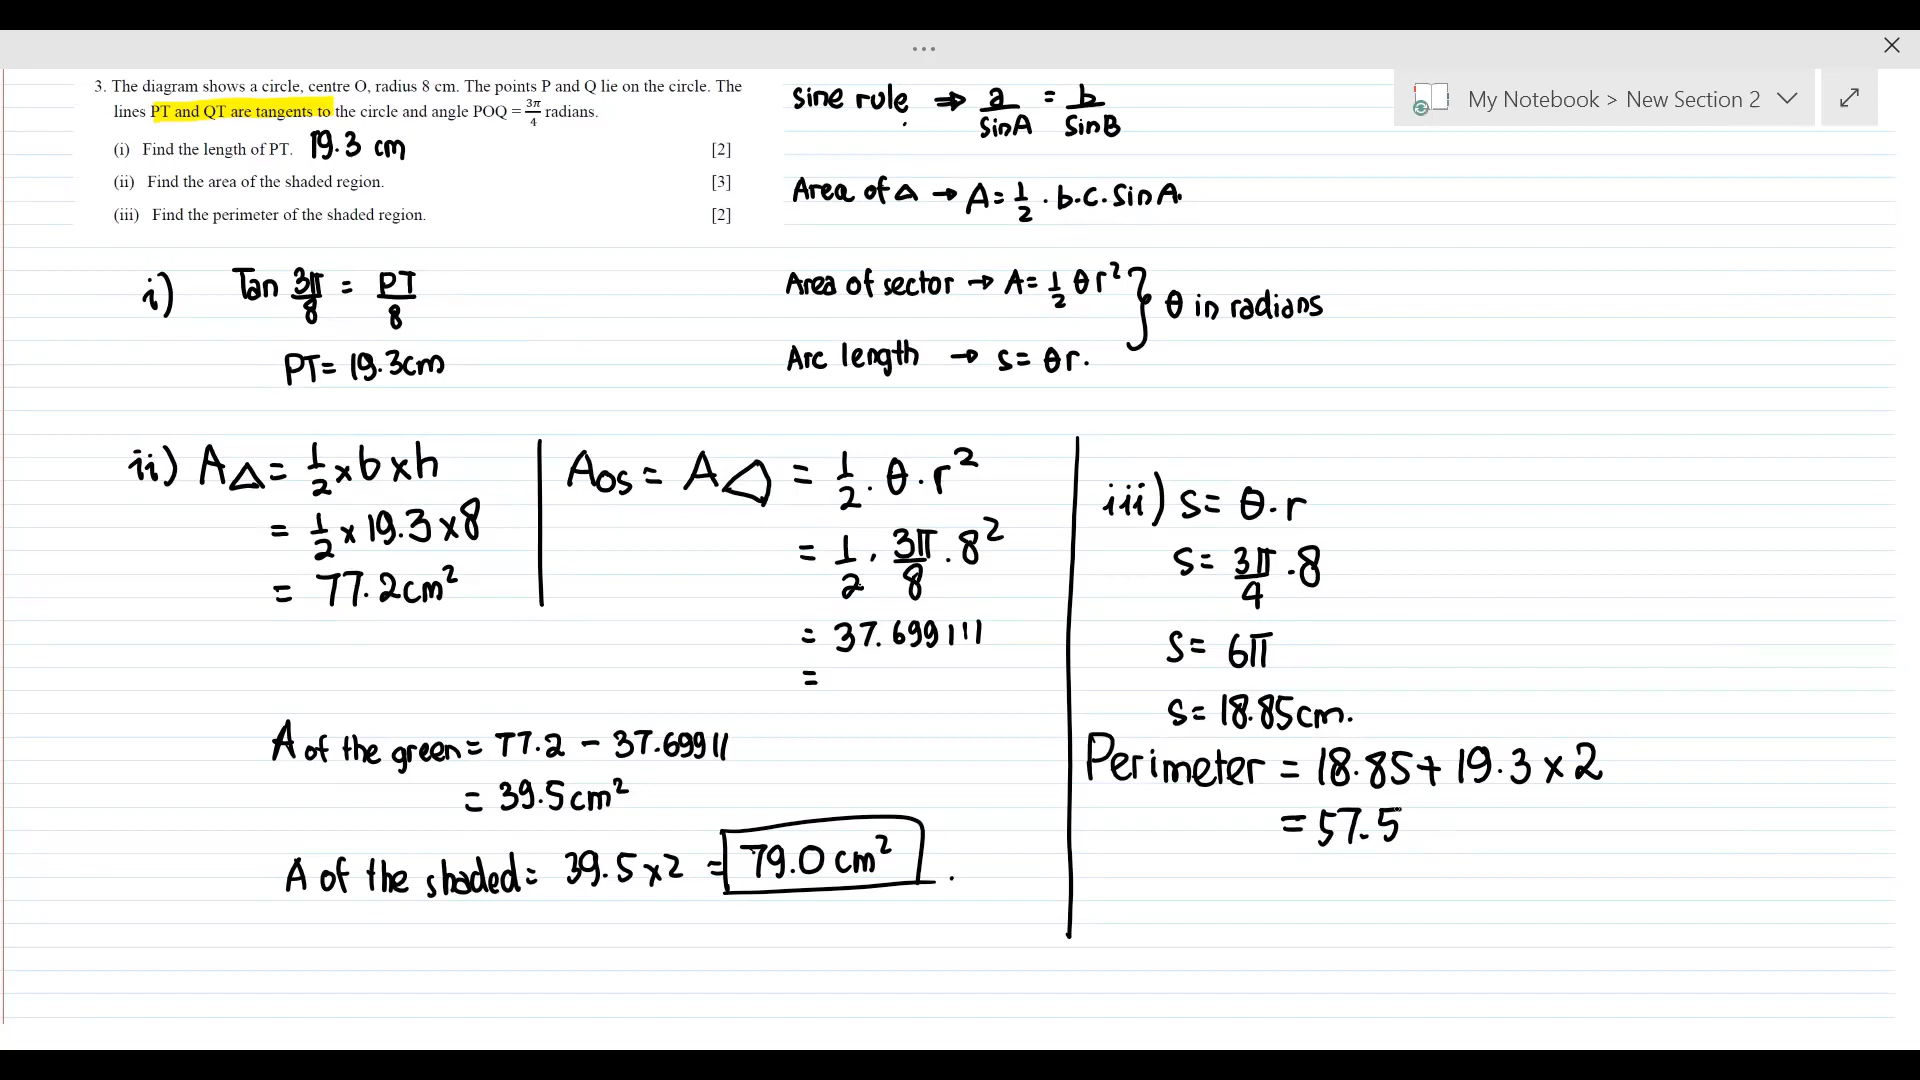 ...
3. The diagram shows a circle, centre O, radius 8 cm. The points P and Q lie on the circle. The
lines PT and QT are tangents to the circle and angle POQ = 3π/4 radians.
(i) Find the length of PT. 19.3 cm [2]
(ii) Find the area of the shaded region. [3]
(iii) Find the perimeter of the shaded region. [2]
My Notebook > New Section 2
sine rule ⇒ a/sinA = b/sinB
Area of △ → A = 1/2 . b.c. sinA.
Area of sector → A = 1/2 θ r²
Arc length → s = θr.
} θ in radians
i) Tan 3π/8 = PT/8
PT = 19.3cm
ii) A△ = 1/2 × b × h
= 1/2 × 19.3 × 8
= 77.2cm²
AOS = A△ = 1/2 . θ . r²
= 1/2 . 3π/8 . 8²
= 37.699111
=
A of the green = 77.2 - 37.69911
= 39.5cm²
A of the shaded = 39.5 × 2 = 79.0 cm² .
iii) s = θ . r
s = 3π/4 . 8
s = 6π
s = 18.85cm.
Perimeter = 18.85 + 19.3 × 2
= 57.5